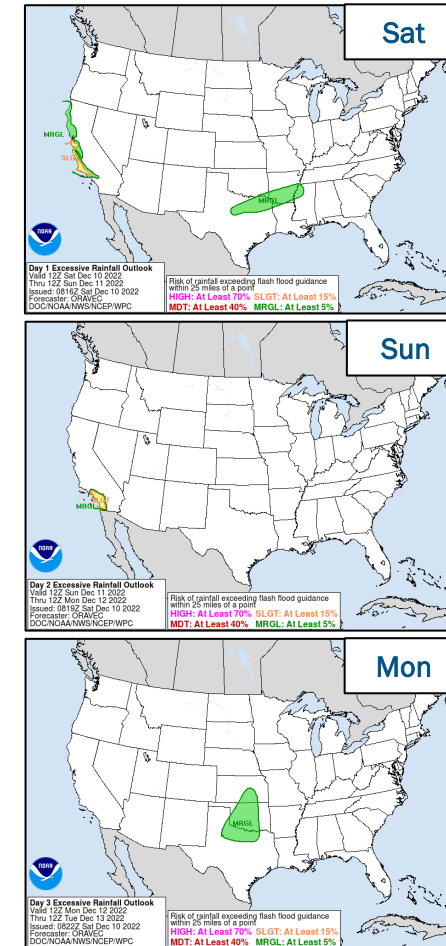 Sat
MRGL
SLGT
MRGL
NOAA
Day 1 Excessive Rainfall Outlook
Valid 12Z Sat Dec 10 2022
Thru 12Z Sun Dec 11 2022
Issued: 0816Z Sat Dec 10 2022
Forecaster: ORAVEC
DOC/NOAA/NWS/NCEP/WPC
Risk of rainfall exceeding flash flood guidance
within 25 miles of a point
HIGH: At Least 70% SLGT: At Least 15%
MDT: At Least 40% MRGL: At Least 5%
Sun
SLGT
MRGL
NOAA
Day 2 Excessive Rainfall Outlook
Valid 12Z Sun Dec 11 2022
Thru 12Z Mon Dec 12 2022
Issued: 0819Z Sat Dec 10 2022
Forecaster: ORAVEC
DOC/NOAA/NWS/NCEP/WPC
Risk of rainfall exceeding flash flood guidance
within 25 miles of a point
HIGH: At Least 70% SLGT: At Least 15%
MDT: At Least 40% MRGL: At Least 5%
Mon
MRGL
NOAA
Day 3 Excessive Rainfall Outlook
Valid 12Z Mon Dec 12 2022
Thru 12Z Tue Dec 13 2022
Issued: 0822Z Sat Dec 10 2022
Forecaster: ORAVEC
DOC/NOAA/NWS/NCEP/WPC
Risk of rainfall exceeding flash flood guidance
within 25 miles of a point
HIGH: At Least 70% SLGT: At Least 15%
MDT: At Least 40% MRGL: At Least 5%